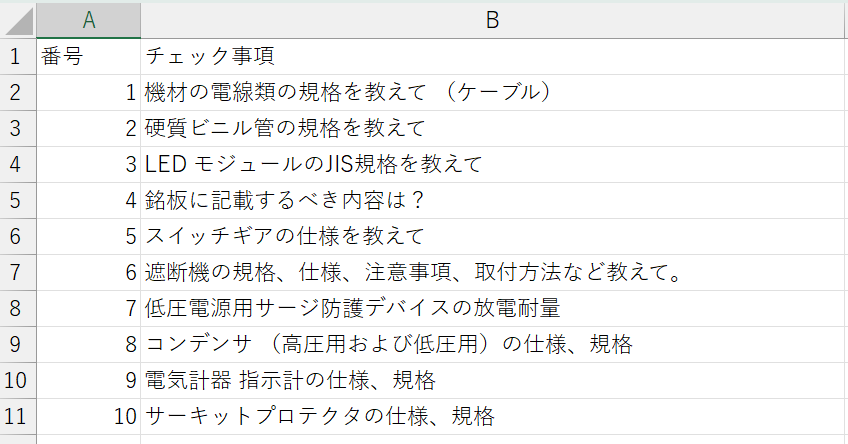 A B
1 番号 チェック事項
2 1 機材の電線類の規格を教えて （ケーブル）
3 2 硬質ビニル管の規格を教えて
4 3 LED モジュールのJIS規格を教えて
5 4 銘板に記載するべき内容は？
6 5 スイッチギアの仕様を教えて
7 6 遮断機の規格、仕様、注意事項、取付方法など教えて。
8 7 低圧電源用サージ防護デバイスの放電耐量
9 8 コンデンサ （高圧用および低圧用）の仕様、規格
10 9 電気計器 指示計の仕様、規格
11 10 サーキットプロテクタの仕様、規格